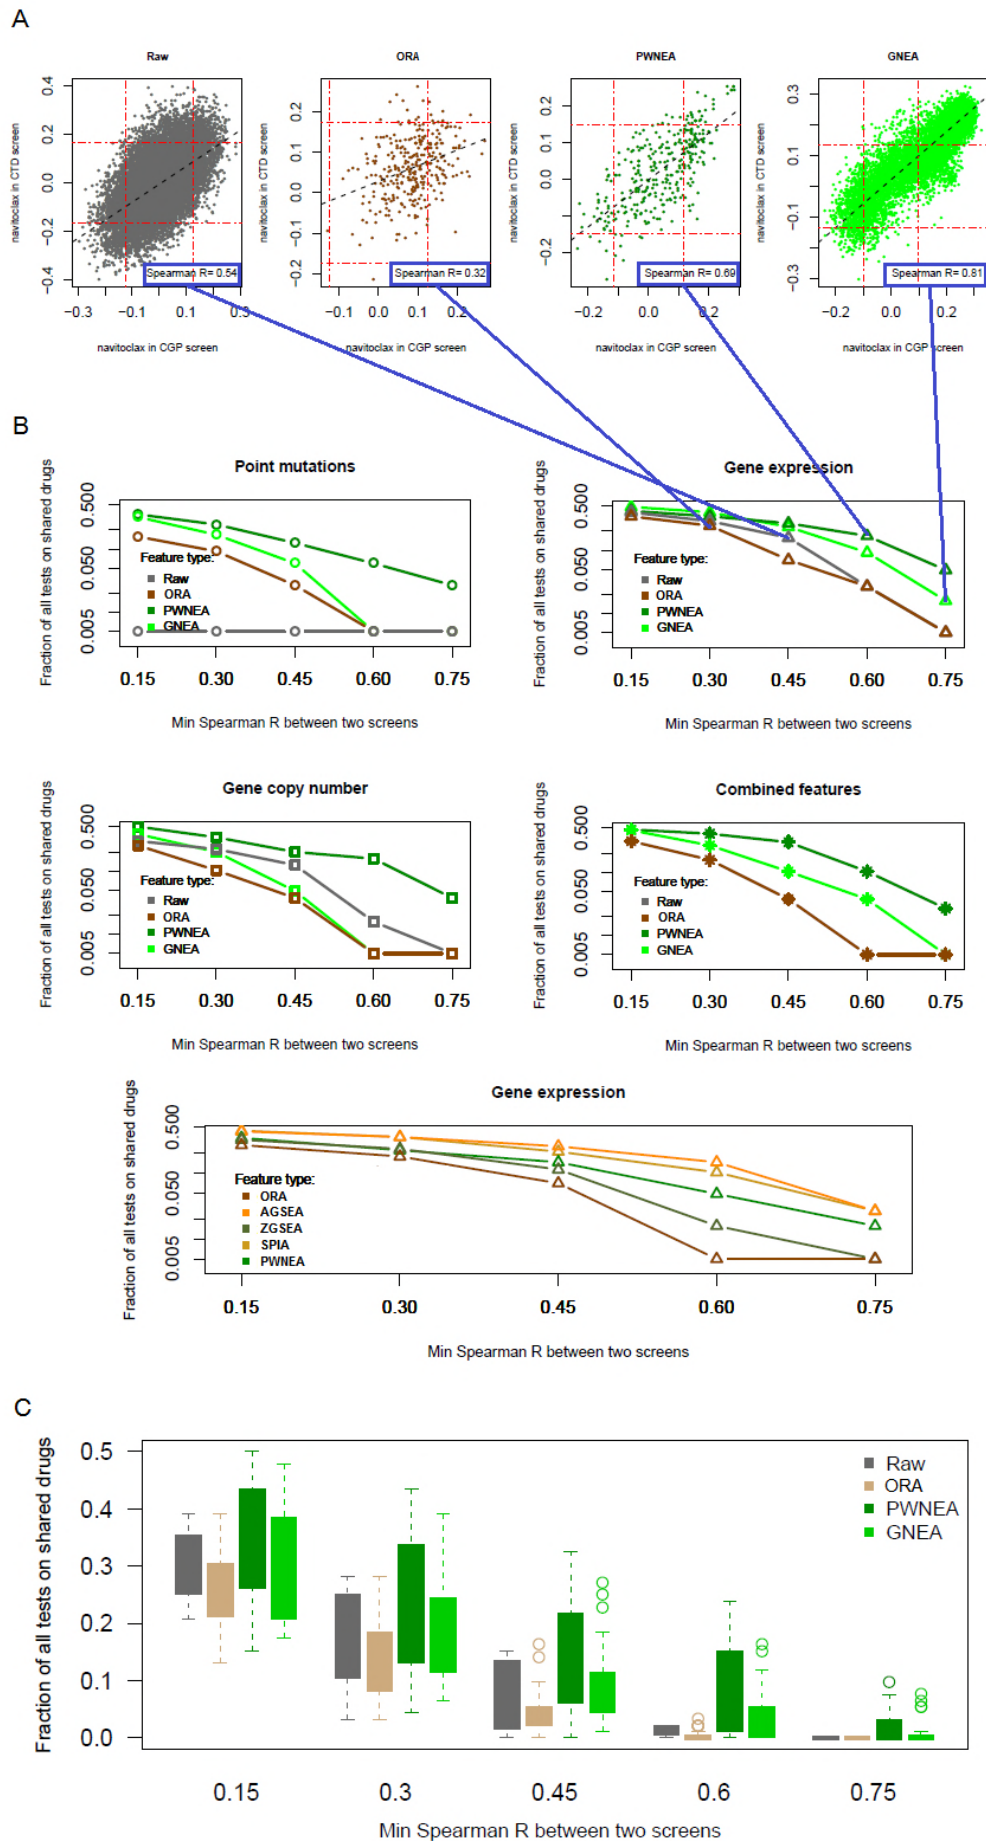 A
Raw
ORA
PWNEA
GNEA
navitoclax in CTD screen
0.4
0.2
0.0
−0.2
−0.4
Spearman R= 0.54
−0.3
−0.1
0.1
0.3
navitoclax in CGP screen
navitoclax in CTD screen
0.2
0.1
0.0
−0.1
−0.2
Spearman R= 0.32
−0.1
0.0
0.1
0.2
navitoclax in CGP screen
navitoclax in CTD screen
0.2
0.1
0.0
−0.2
Spearman R= 0.69
−0.2
0.0
0.2
navitoclax in CGP screen
navitoclax in CTD screen
0.3
0.1
−0.1
−0.3
Spearman R= 0.81
−0.2
0.0
0.2
navitoclax in CGP screen
B
Point mutations
Fraction of all tests on shared drugs
0.500
0.050
0.005
Feature type:
Raw
ORA
PWNEA
GNEA
0.15 0.30 0.45 0.60 0.75
Min Spearman R between two screens
Gene expression
Fraction of all tests on shared drugs
0.500
0.050
0.005
Feature type:
Raw
ORA
PWNEA
GNEA
0.15 0.30 0.45 0.60 0.75
Min Spearman R between two screens
Gene copy number
Fraction of all tests on shared drugs
0.500
0.050
0.005
Feature type:
Raw
ORA
PWNEA
GNEA
0.15 0.30 0.45 0.60 0.75
Min Spearman R between two screens
Combined features
Fraction of all tests on shared drugs
0.500
0.050
0.005
Feature type:
Raw
ORA
PWNEA
GNEA
0.15 0.30 0.45 0.60 0.75
Min Spearman R between two screens
Gene expression
Fraction of all tests on shared drugs
0.500
0.050
0.005
Feature type:
ORA
AGSEA
ZGSEA
SPIA
PWNEA
0.15 0.30 0.45 0.60 0.75
Min Spearman R between two screens
C
Fraction of all tests on shared drugs
0.5
0.4
0.3
0.2
0.1
0.0
Raw
ORA
PWNEA
GNEA
0.15 0.3 0.45 0.6 0.75
Min Spearman R between two screens